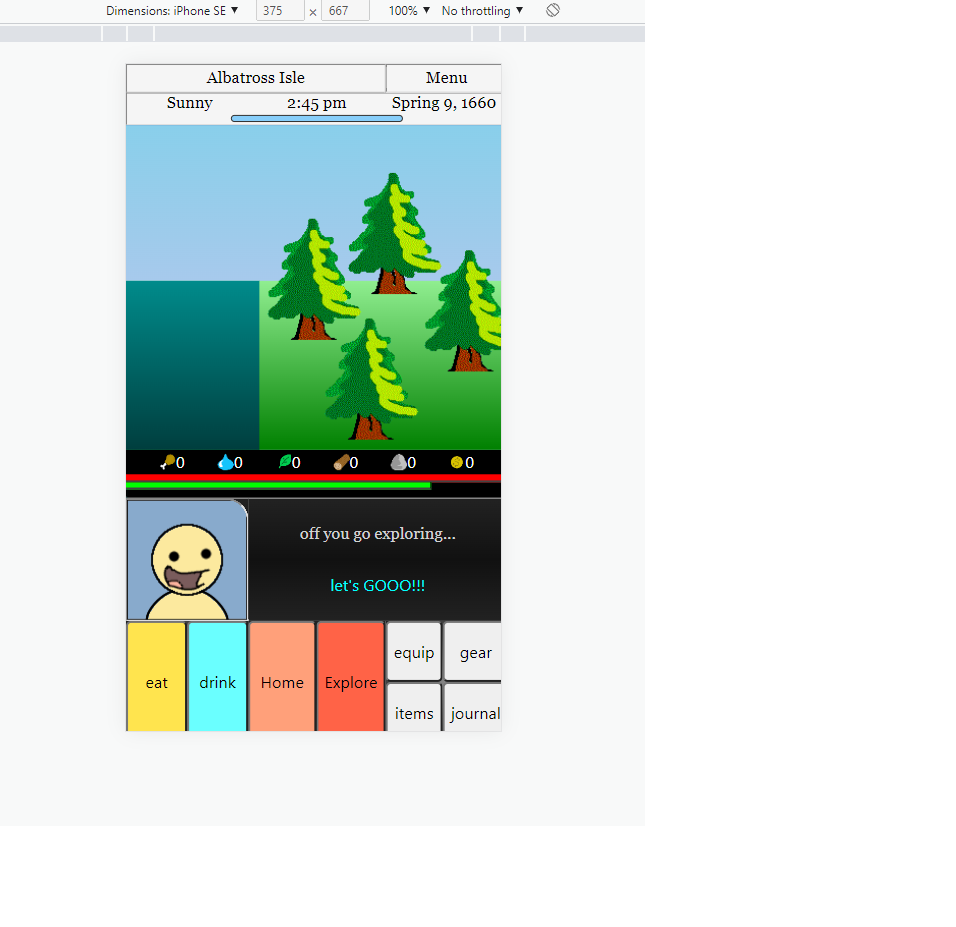 Dimensions: iPhone SE ▼ 375 × 667 100% ▼ No throttling ▼
Albatross Isle Menu
Sunny 2:45 pm Spring 9, 1660
0 0 0 0 0 0
off you go exploring...
let's GOOO!!!
equip gear
eat drink Home Explore
items journal